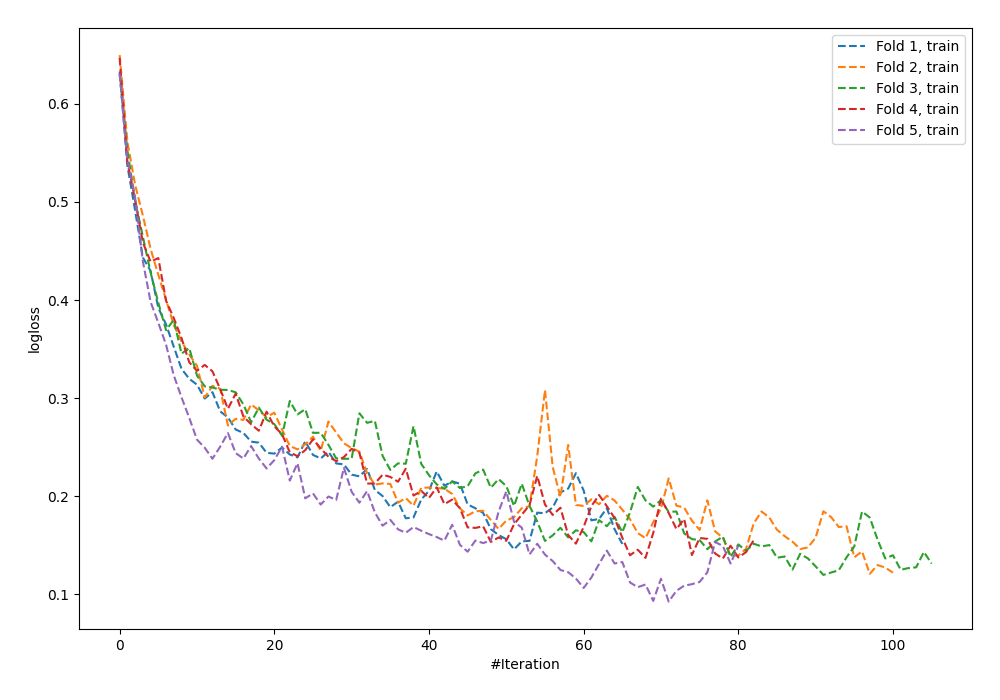 Fold 1, train
Fold 2, train
Fold 3, train
Fold 4, train
Fold 5, train
0.6
0.5
0.4
0.3
0.2
0.1
logloss
0 20 40 60 80 100
#Iteration